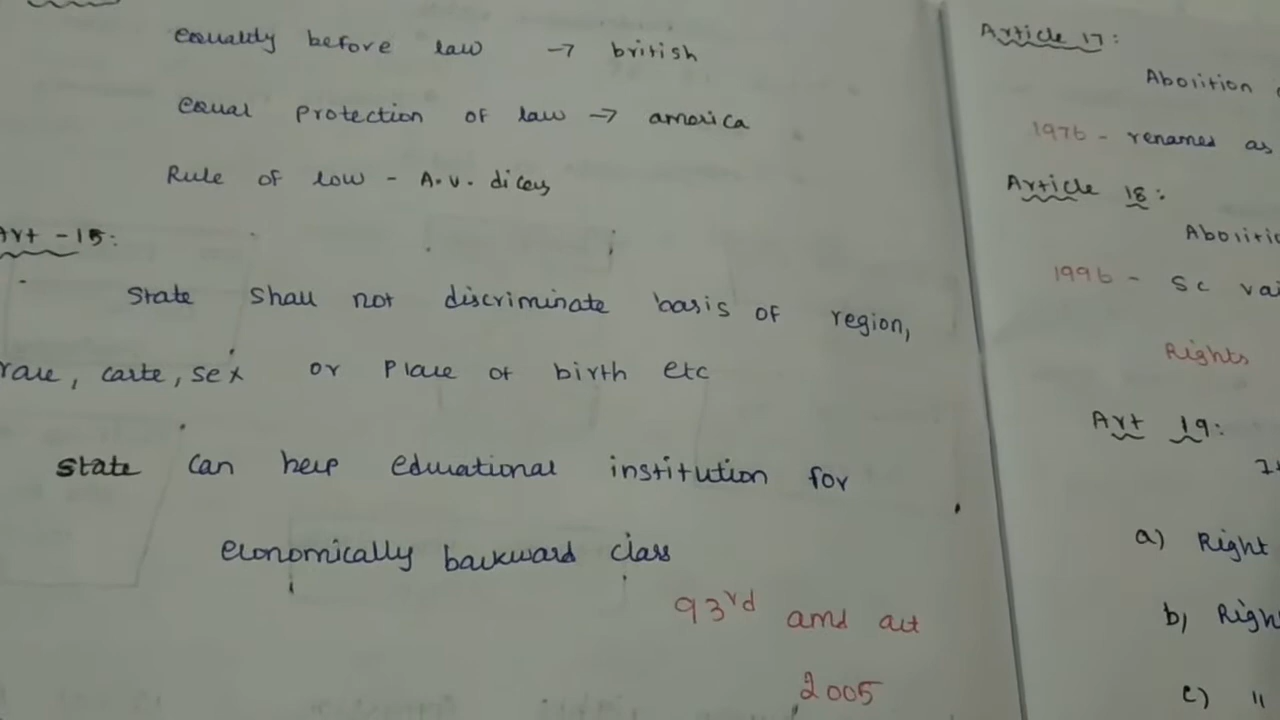 equality before law → british
equal protection of law → america
Rule of low - A.v. dicey
Art - 15:
State shall not discriminate basis of region,
race, caste, sex or place of birth etc
state can help educational institution for
economically backward class
93rd amd act
2005
Article 17:
Abolition
1976 - renamed as
Article 18:
Abolitio
1996 - Sc vai
Rights
Art 19:
a) Right
b) Righ
c) "